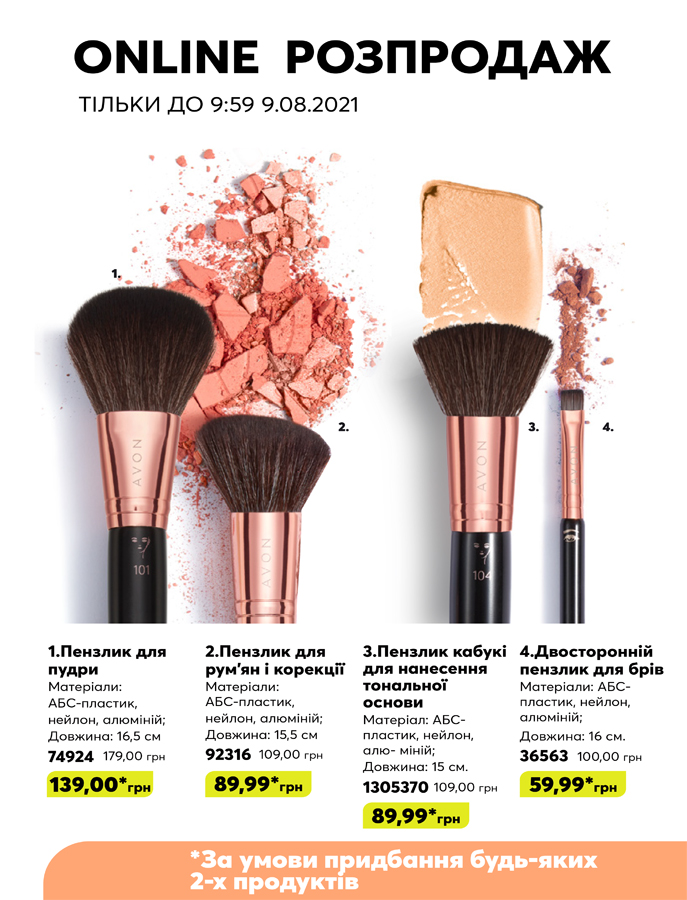 ONLINE РОЗПРОДАЖ
ТІЛЬКИ ДО 9:59 9.08.2021
1.
2.
3.
4.
AVON
AVON
AVON
AVON
101
104
1.Пензлик для
пудри
Матеріали:
АБС-пластик,
нейлон, алюміній;
Довжина: 16,5 см
74924 179,00 грн
139,00*грн
2.Пензлик для
рум'ян і корекції
Матеріали:
АБС-пластик,
нейлон, алюміній;
Довжина: 15,5 см
92316 109,00 грн
89,99*грн
3.Пензлик кабукі
для нанесення
тональної
основи
Матеріал: АБС-
пластик, нейлон,
алю- міній;
Довжина: 15 см.
1305370 109,00 грн
89,99*грн
4.Двосторонній
пензлик для брів
Матеріали: АБС-
пластик, нейлон,
алюміній;
Довжина: 16 см.
36563 100,00 грн
59,99*грн
*За умови придбання будь-яких
2-х продуктів